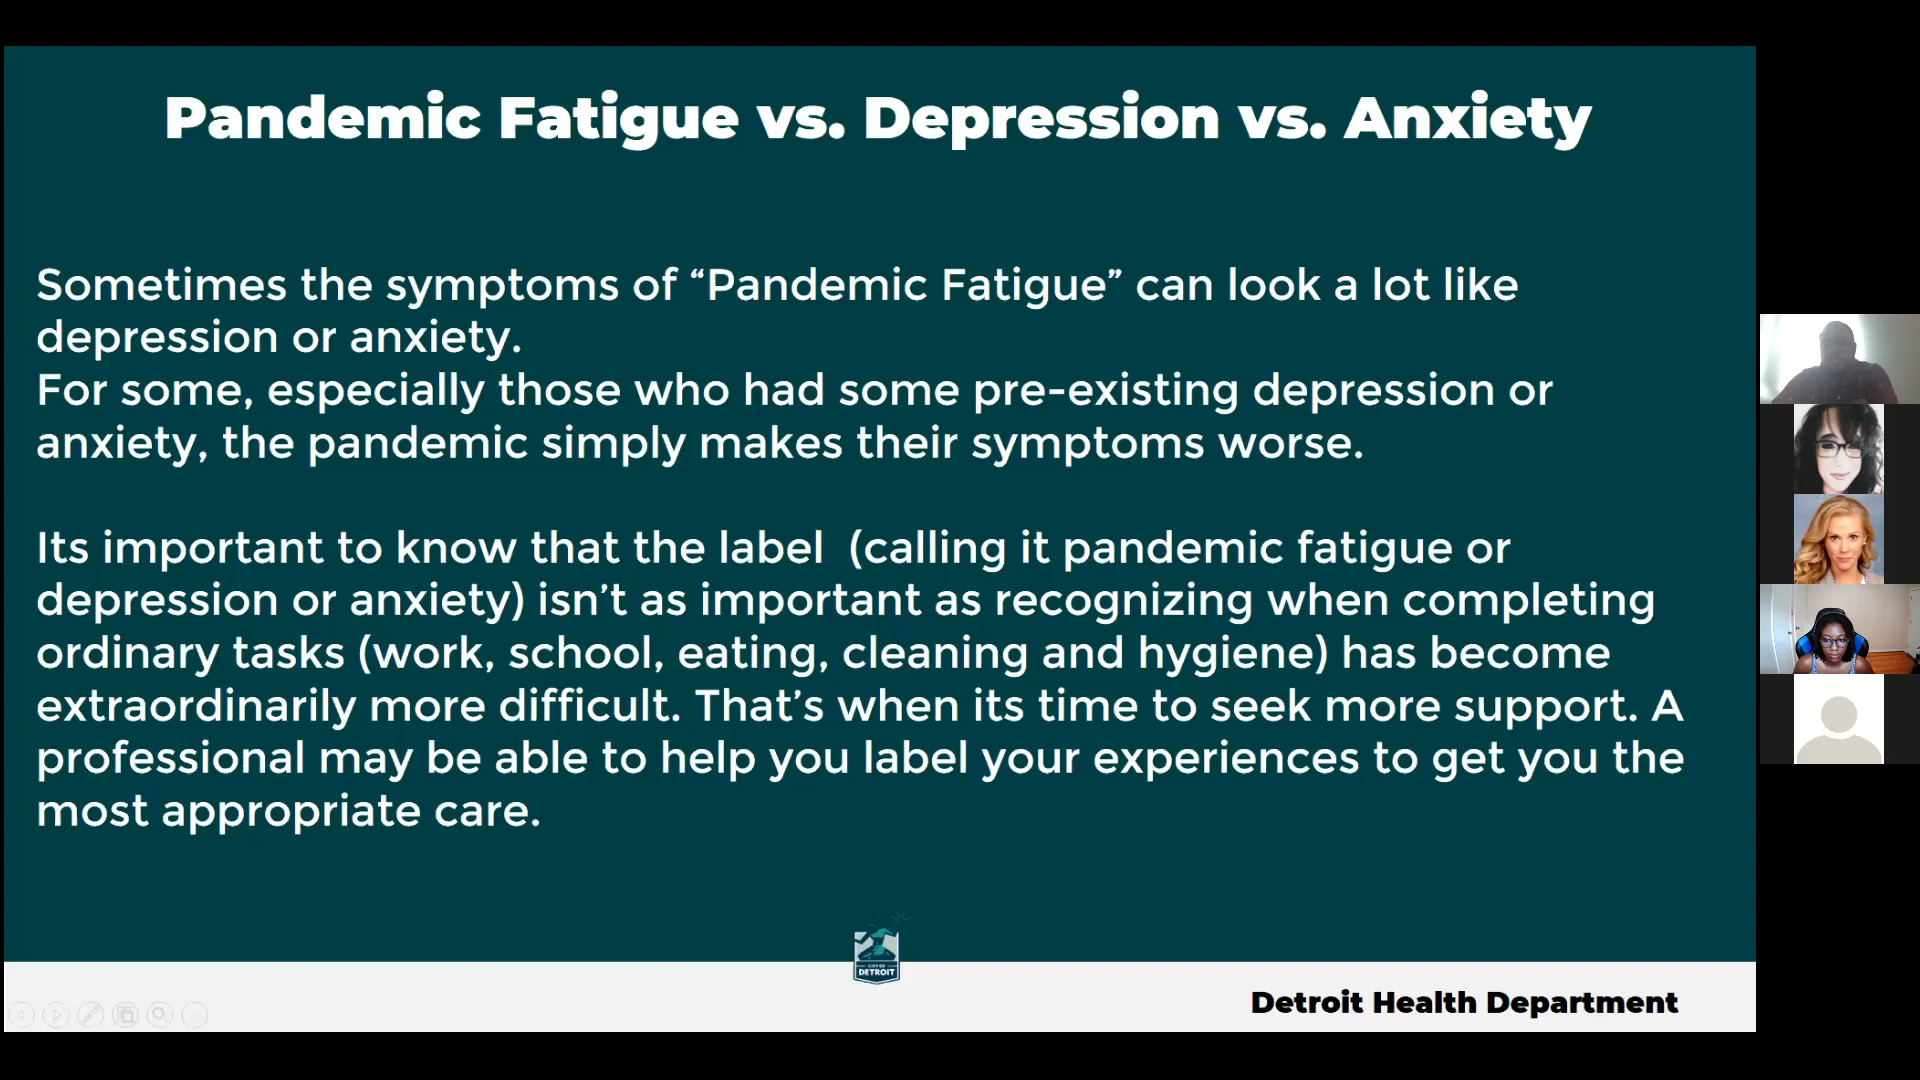 Pandemic Fatigue vs. Depression vs. Anxiety
Sometimes the symptoms of “Pandemic Fatigue” can look a lot like
depression or anxiety.
For some, especially those who had some pre-existing depression or
anxiety, the pandemic simply makes their symptoms worse.
Its important to know that the label  (calling it pandemic fatigue or
depression or anxiety) isn’t as important as recognizing when completing
ordinary tasks (work, school, eating, cleaning and hygiene) has become
extraordinarily more difficult. That’s when its time to seek more support. A
professional may be able to help you label your experiences to get you the
most appropriate care.
CITY OF
DETROIT
Detroit Health Department